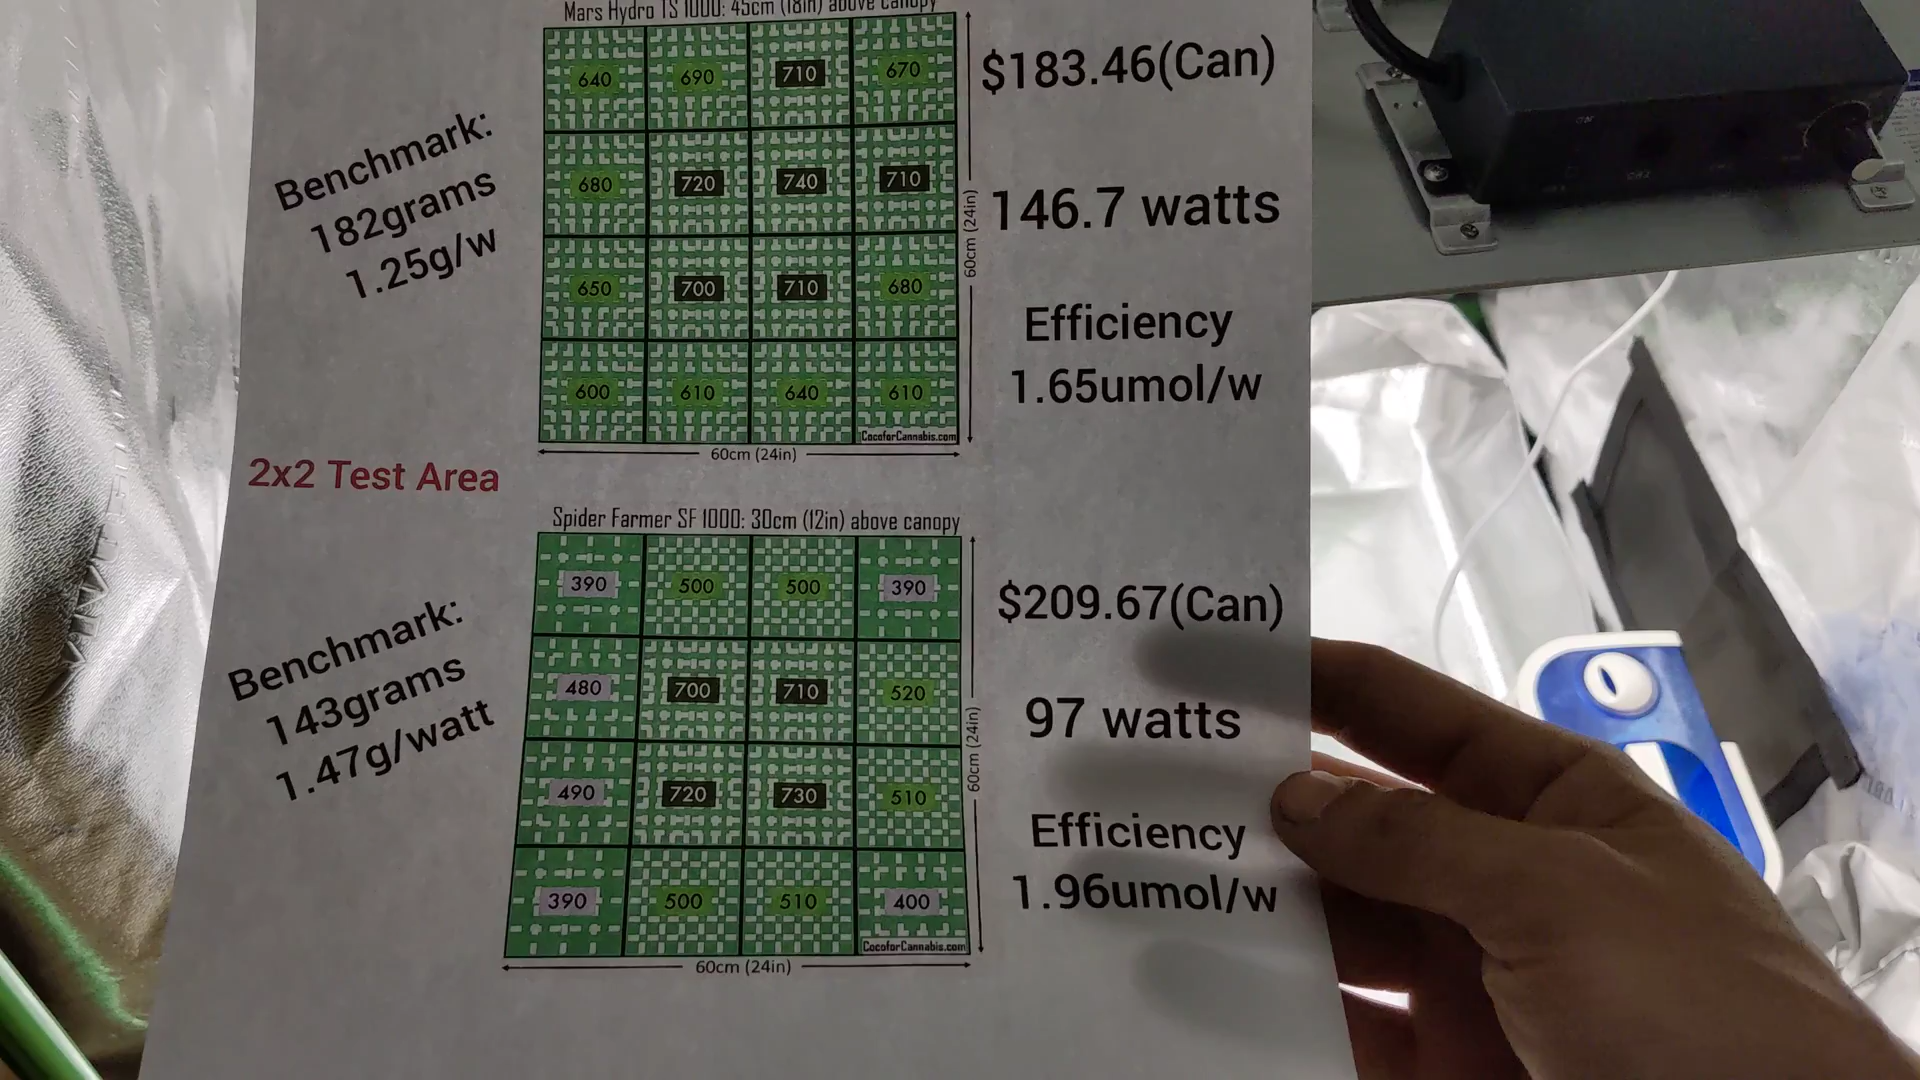 Mars Hydro TS 1000: 45cm (18in) above canopy
640 690 710 670
680 720 740 710
650 700 710 680
600 610 640 610
CocoforCannabis.com
60cm (24in)
60cm (24in)
Benchmark:
182grams
1.25g/w
$183.46(Can)
146.7 watts
Efficiency
1.65umol/w
2x2 Test Area
Spider Farmer SF 1000: 30cm (12in) above canopy
390 500 500 390
480 700 710 520
490 720 730 510
390 500 510 400
CocoforCannabis.com
60cm (24in)
60cm (24in)
Benchmark:
143grams
1.47g/watt
$209.67(Can)
97 watts
Efficiency
1.96umol/w